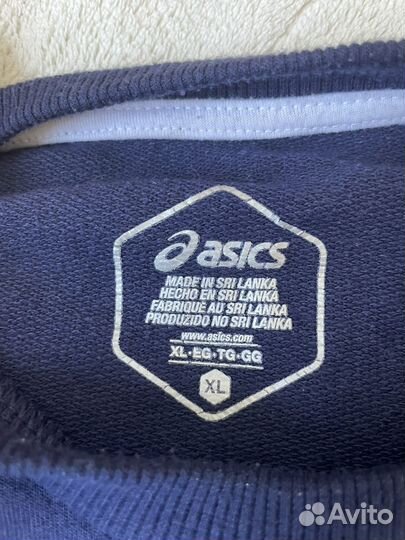 asics
MADE IN SRI LANKA
HECHO EN SRI LANKA
FABRIQUÉ AU SRI LANKA
PRODUZIDO NO SRI LANKA
www.asics.com
XL·EG·TG·GG
XL
Avito